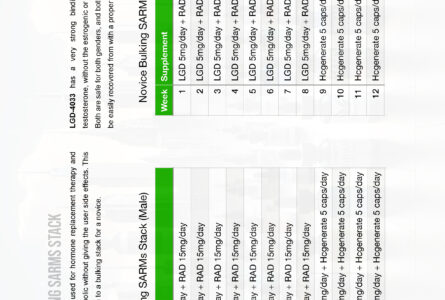 NG SARMS STACK
used for hormone replacement therapy and
olic without giving the user side effects. This
to a bulking stack for a novice.
ng SARMs Stack (Male)
ay + RAD 15mg/day
ay + RAD 15mg/day
ay + RAD 15mg/day
ay + RAD 15mg/day
ay + RAD 15mg/day
ay + RAD 15mg/day
ay + RAD 15mg/day
ay + RAD 15mg/day
mg/day + Hcgenerate 5 caps/day
mg/day + Hcgenerate 5 caps/day
mg/day + Hcgenerate 5 caps/day
mg/day + Hcgenerate 5 caps/day
LGD-4033 has a very strong bind
testosterone, without the estrogenic or
Both are safe for both genders, and bot
be easily recovered from with a proper
Novice Bulking SARMS
Week Supplement
1 LGD 5mg/day + RAD
2 LGD 5mg/day + RAD
3 LGD 5mg/day + RAD
4 LGD 5mg/day + RAD
5 LGD 5mg/day + RAD
6 LGD 5mg/day + RAD
7 LGD 5mg/day + RAD
8 LGD 5mg/day + RAD
9 Hcgenerate 5 caps/day
10 Hcgenerate 5 caps/day
11 Hcgenerate 5 caps/day
12 Hcgenerate 5 caps/day